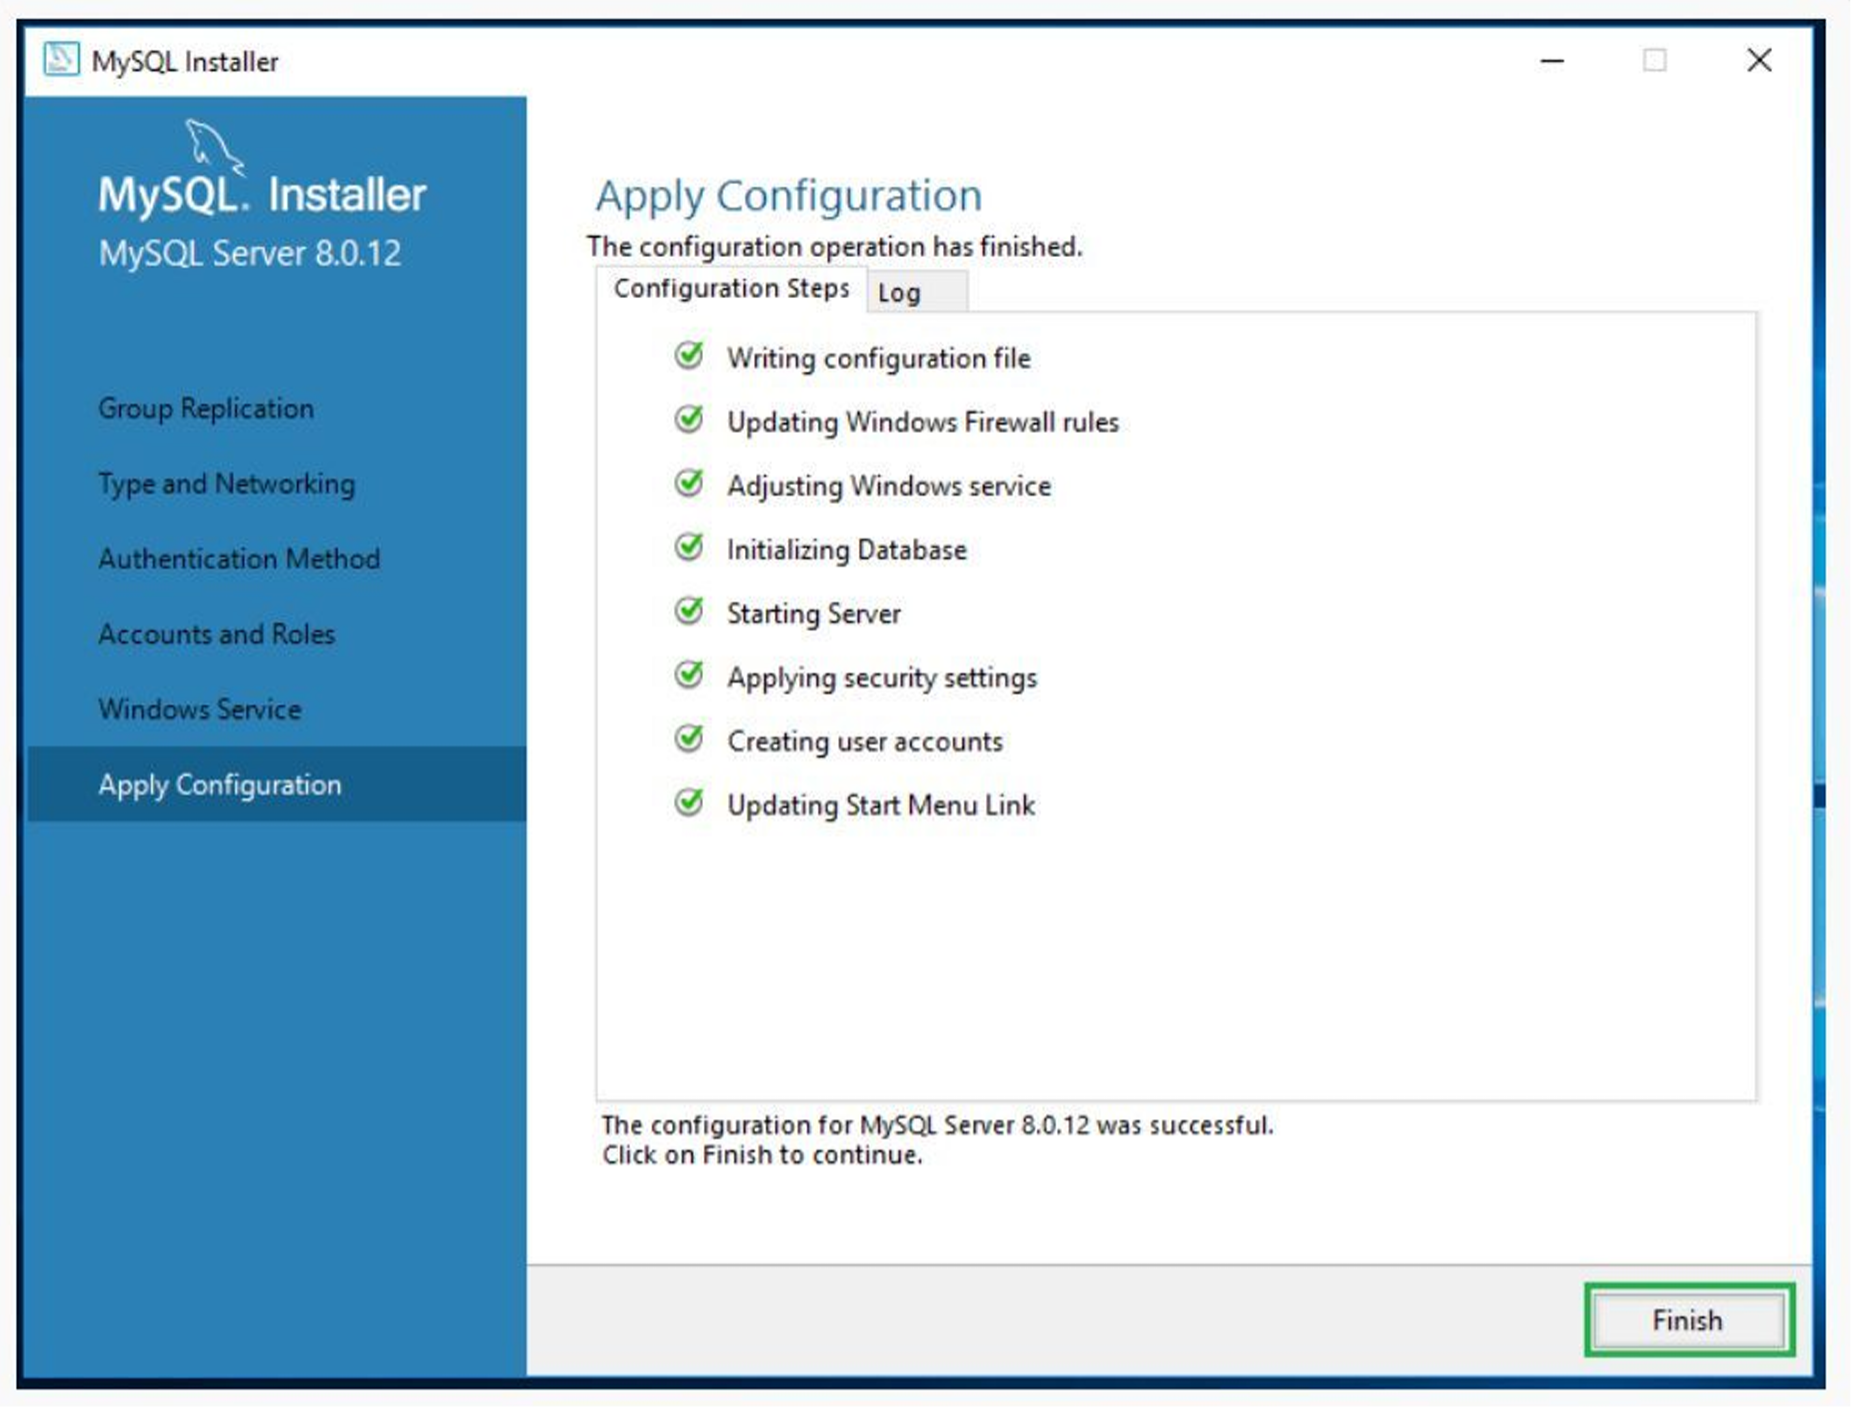 MySQL Installer
MySQL. Installer
MySQL Server 8.0.12
Group Replication
Type and Networking
Authentication Method
Accounts and Roles
Windows Service
Apply Configuration
Apply Configuration
The configuration operation has finished.
Configuration Steps
Log
Writing configuration file
Updating Windows Firewall rules
Adjusting Windows service
Initializing Database
Starting Server
Applying security settings
Creating user accounts
Updating Start Menu Link
The configuration for MySQL Server 8.0.12 was successful.
Click on Finish to continue.
Finish